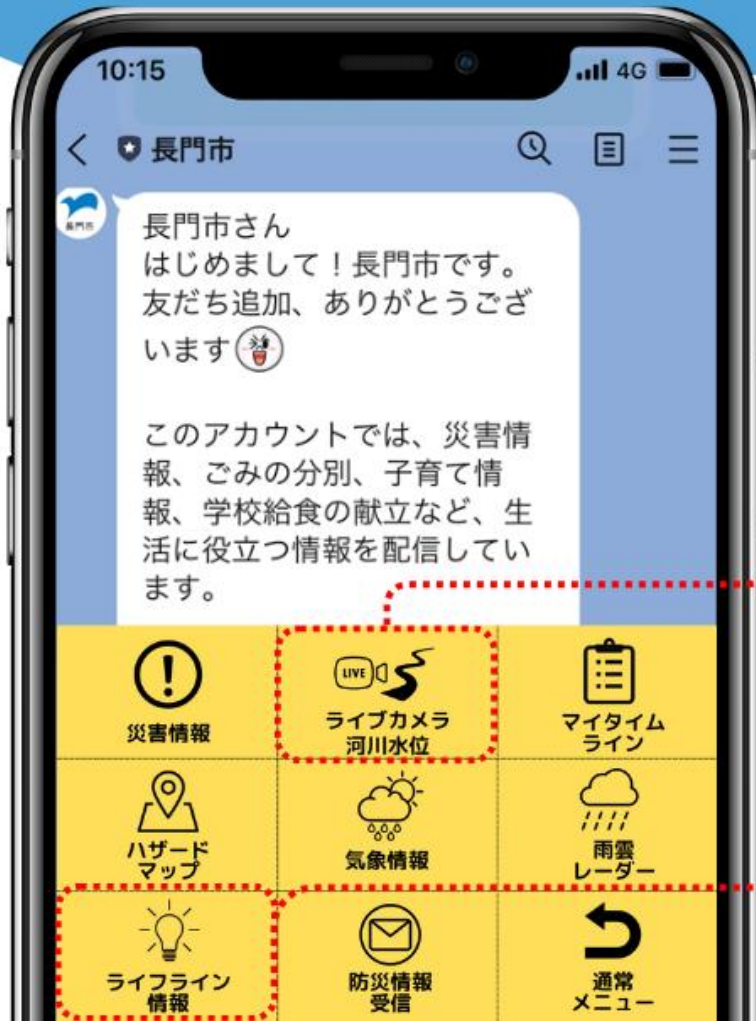 10:15
4G
長門市
長門市
長門市さん
はじめまして！長門市です。
友だち追加、ありがとうござ
います
このアカウントでは、災害情
報、ごみの分別、子育て情
報、学校給食の献立など、生
活に役立つ情報を配信してい
ます。
災害情報
LIVE
ライブカメラ
河川水位
マイタイム
ライン
ハザード
マップ
気象情報
雨雲
レーダー
ライフライン
情報
防災情報
受信
通常
メニュー